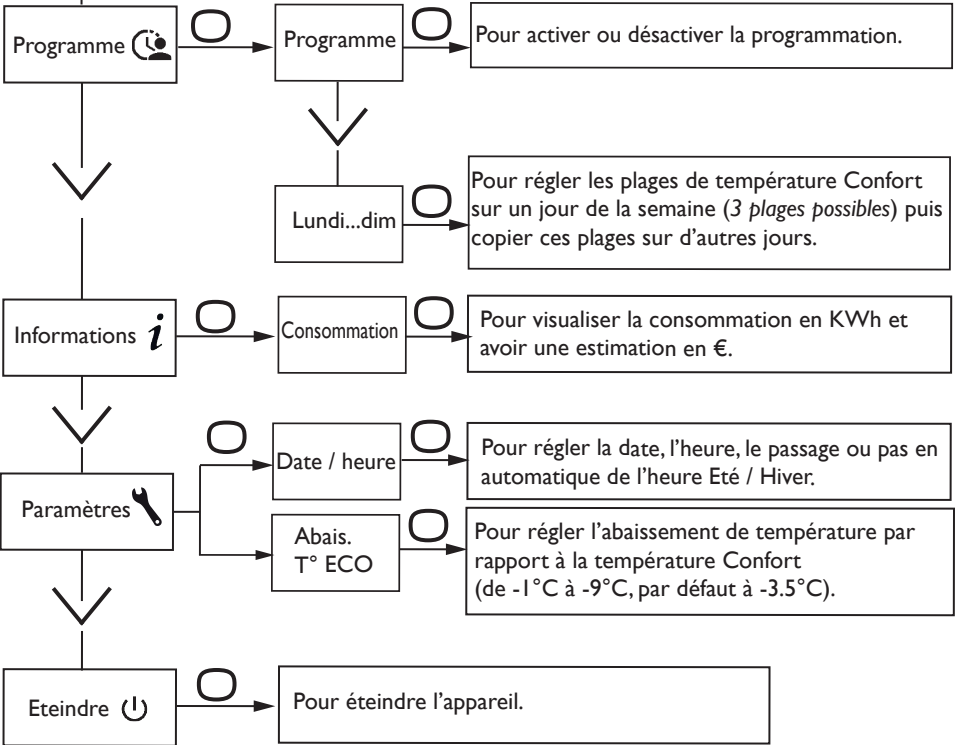 Programme
Programme
Pour activer ou désactiver la programmation.
Lundi...dim
Pour régler les plages de température Confort
sur un jour de la semaine (3 plages possibles) puis
copier ces plages sur d'autres jours.
Informations i
Consommation
Pour visualiser la consommation en KWh et
avoir une estimation en €.
Paramètres
Date / heure
Pour régler la date, l'heure, le passage ou pas en
automatique de l'heure Eté / Hiver.
Abais.
T° ECO
Pour régler l'abaissement de température par
rapport à la température Confort
(de -1°C à -9°C, par défaut à -3.5°C).
Eteindre
Pour éteindre l'appareil.